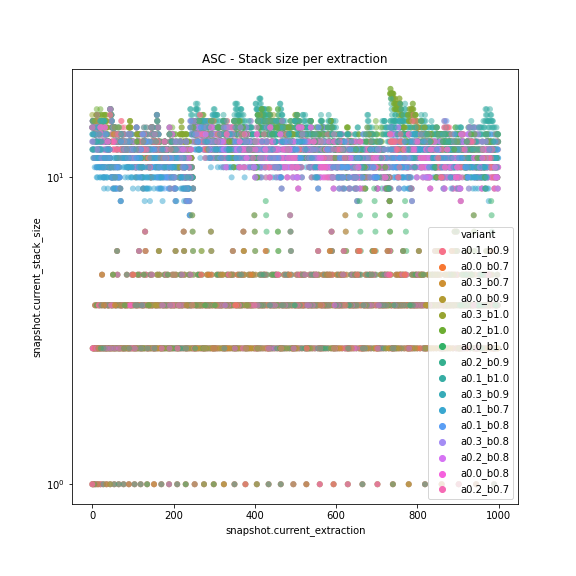 ASC - Stack size per extraction
snapshot.current_stack_size
10¹
10⁰
0
200
400
600
800
1000
snapshot.current_extraction
variant
a0.1_b0.9
a0.0_b0.7
a0.3_b0.7
a0.0_b0.9
a0.3_b1.0
a0.2_b1.0
a0.0_b1.0
a0.2_b0.9
a0.1_b1.0
a0.3_b0.9
a0.1_b0.7
a0.1_b0.8
a0.3_b0.8
a0.2_b0.8
a0.0_b0.8
a0.2_b0.7